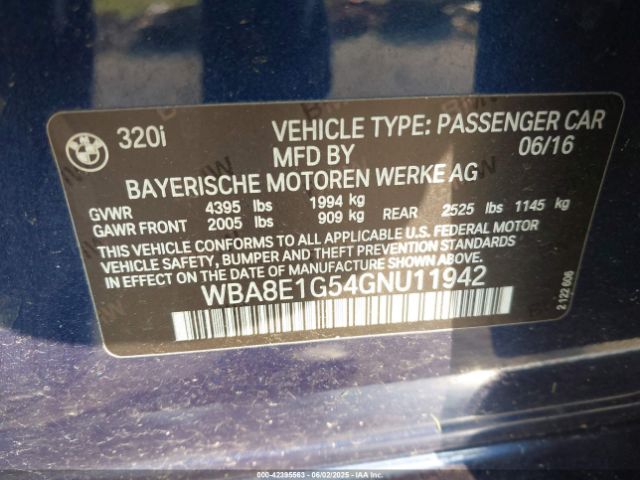 320i VEHICLE TYPE: PASSENGER CAR
MFD BY 06/16
BAYERISCHE MOTOREN WERKE AG
GVWR 4395 lbs 1994 kg
GAWR FRONT 2005 lbs 909 kg REAR 2525 lbs 1145 kg
THIS VEHICLE CONFORMS TO ALL APPLICABLE U.S. FEDERAL MOTOR
VEHICLE SAFETY, BUMPER, AND THEFT PREVENTION STANDARDS
IN EFFECT ON THE DATE OF MANUFACTURE SHOWN ABOVE.
WBA8E1G54GNU11942
2 122 606
000-42395563 - 06/02/2025 - IAA Inc.